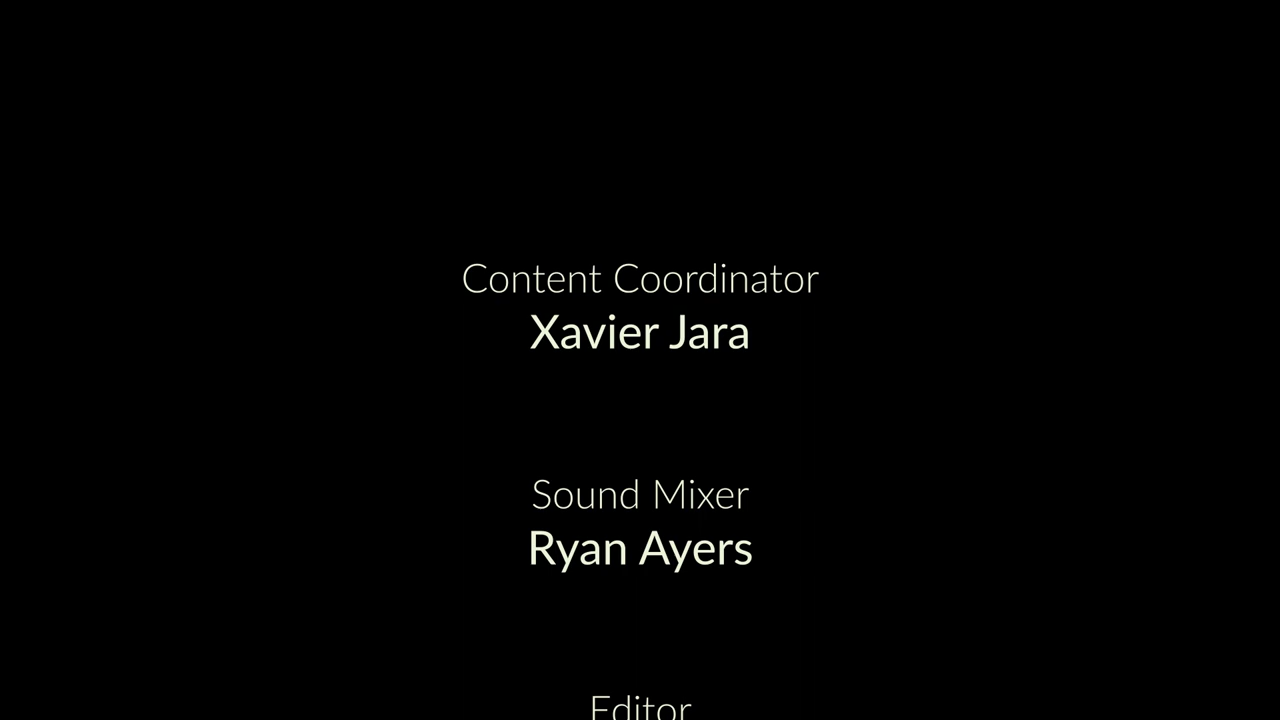 Content Coordinator
Xavier Jara
Sound Mixer
Ryan Ayers
Editor